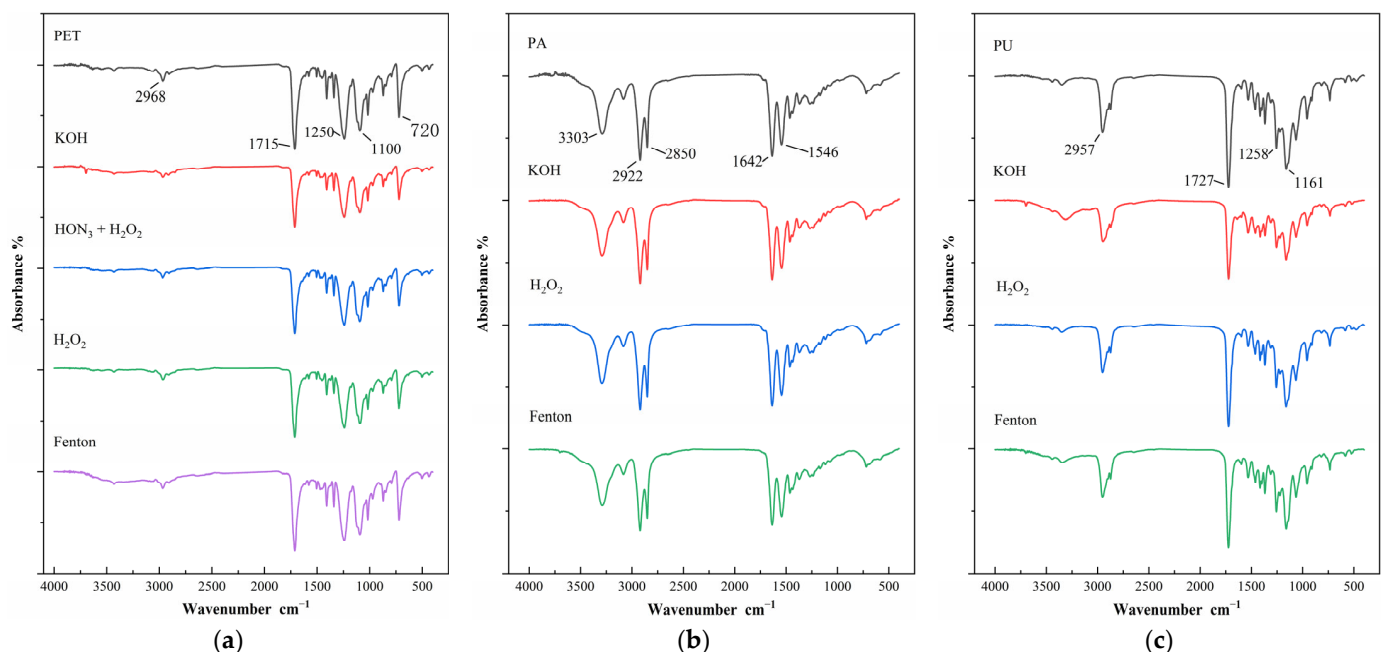 PET
2968
1715
1250
1100
720
KOH
HON₃ + H₂O₂
H₂O₂
Fenton
Absorbance %
4000 3500 3000 2500 2000 1500 1000 500
Wavenumber cm⁻¹
(a)
PA
3303
2922
2850
1642
1546
KOH
H₂O₂
Fenton
Absorbance %
4000 3500 3000 2500 2000 1500 1000 500
Wavenumber cm⁻¹
(b)
PU
2957
1727
1258
1161
KOH
H₂O₂
Fenton
Absorbance %
4000 3500 3000 2500 2000 1500 1000 500
Wavenumber cm⁻¹
(c)